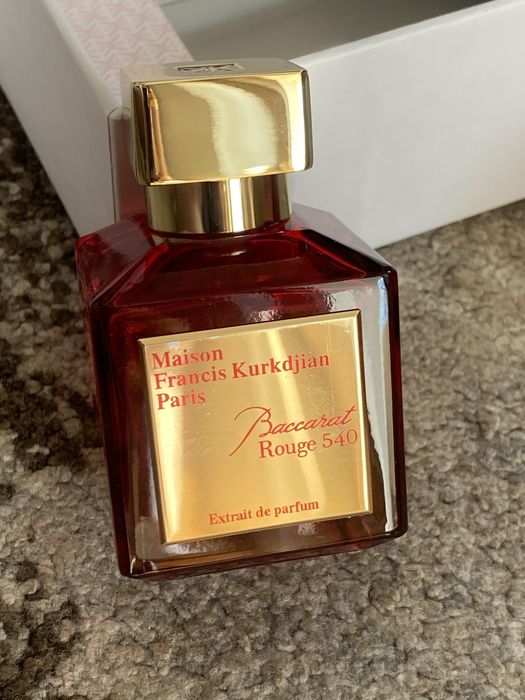 Maison
Francis Kurkdjian
Paris
Baccarat
Rouge 540
Extrait de parfum